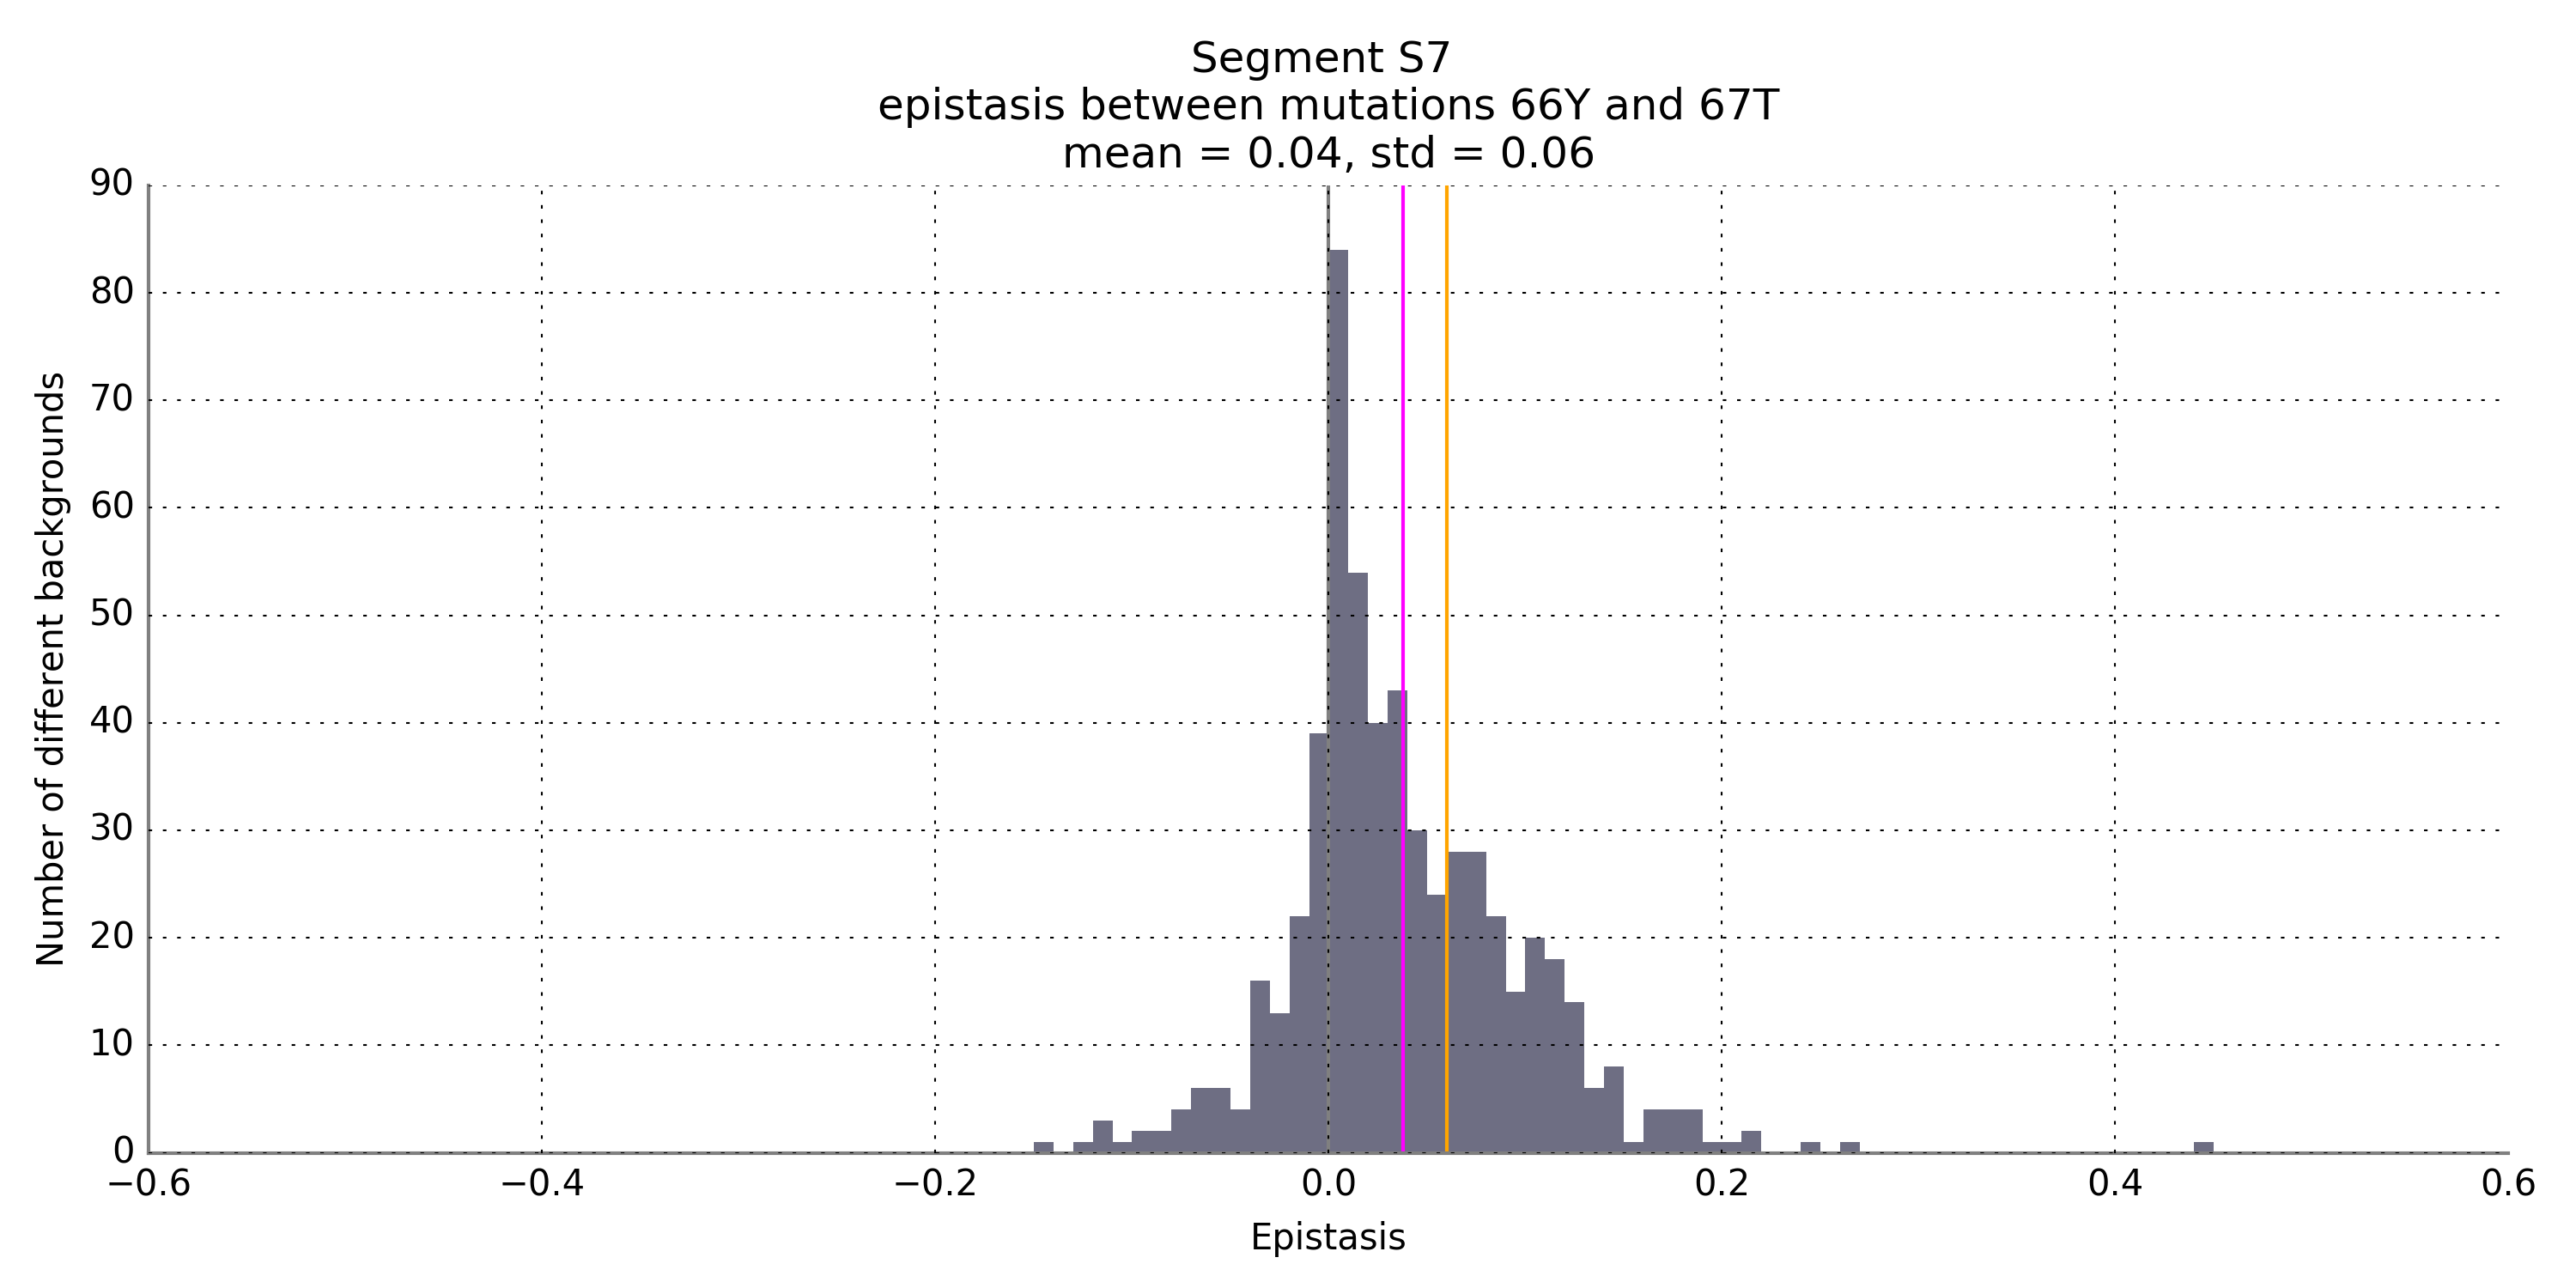 Segment S7
epistasis between mutations 66Y and 67T
mean = 0.04, std = 0.06
90
80
70
60
50
40
30
20
10
0
Number of different backgrounds
−0.6 −0.4 −0.2 0.0 0.2 0.4 0.6
Epistasis